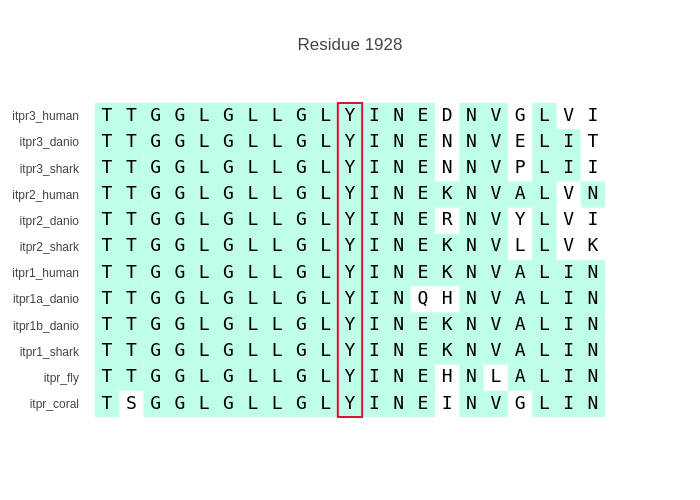 Residue 1928
itpr3_human T T G G L G L L G L Y I N E D N V G L V I
itpr3_danio T T G G L G L L G L Y I N E N N V E L I T
itpr3_shark T T G G L G L L G L Y I N E N N V P L I I
itpr2_human T T G G L G L L G L Y I N E K N V A L V N
itpr2_danio T T G G L G L L G L Y I N E R N V Y L V I
itpr2_shark T T G G L G L L G L Y I N E K N V L L V K
itpr1_human T T G G L G L L G L Y I N E K N V A L I N
itpr1a_danio T T G G L G L L G L Y I N Q H N V A L I N
itpr1b_danio T T G G L G L L G L Y I N E K N V A L I N
itpr1_shark T T G G L G L L G L Y I N E K N V A L I N
itpr_fly T T G G L G L L G L Y I N E H N L A L I N
itpr_coral T S G G L G L L G L Y I N E I N V G L I N